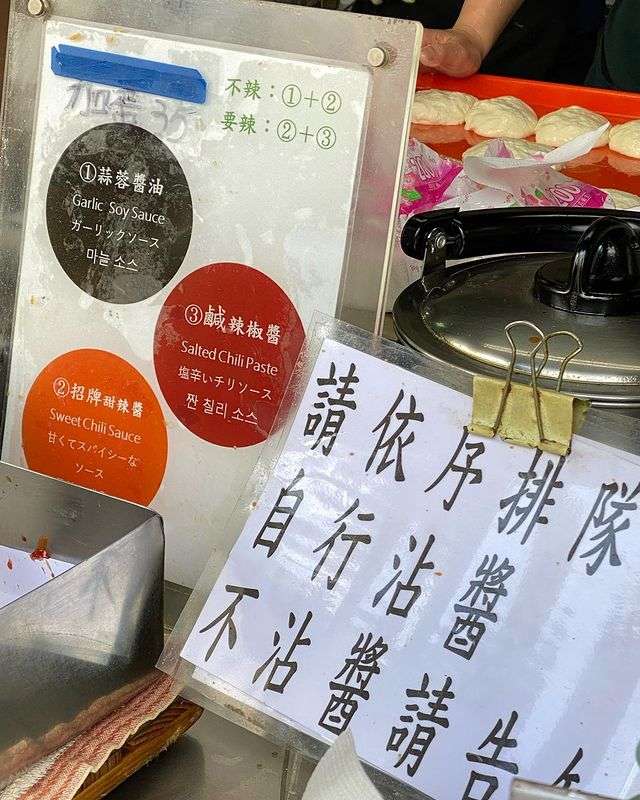 加蛋 35
不辣：①+②
要辣：②+③
①蒜蓉醬油
Garlic Soy Sauce
ガーリックソース
마늘 소스
③鹹辣椒醬
Salted Chili Paste
塩辛いチリソース
짠 칠리 소스
②招牌甜辣醬
Sweet Chili Sauce
甘くてスパイシーな
ソース
請依序排隊
自行沾醬
不沾醬請告